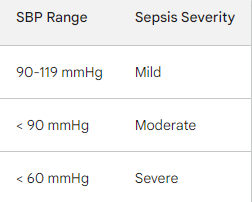 SBP Range Sepsis Severity
90-119 mmHg Mild
< 90 mmHg Moderate
< 60 mmHg Severe